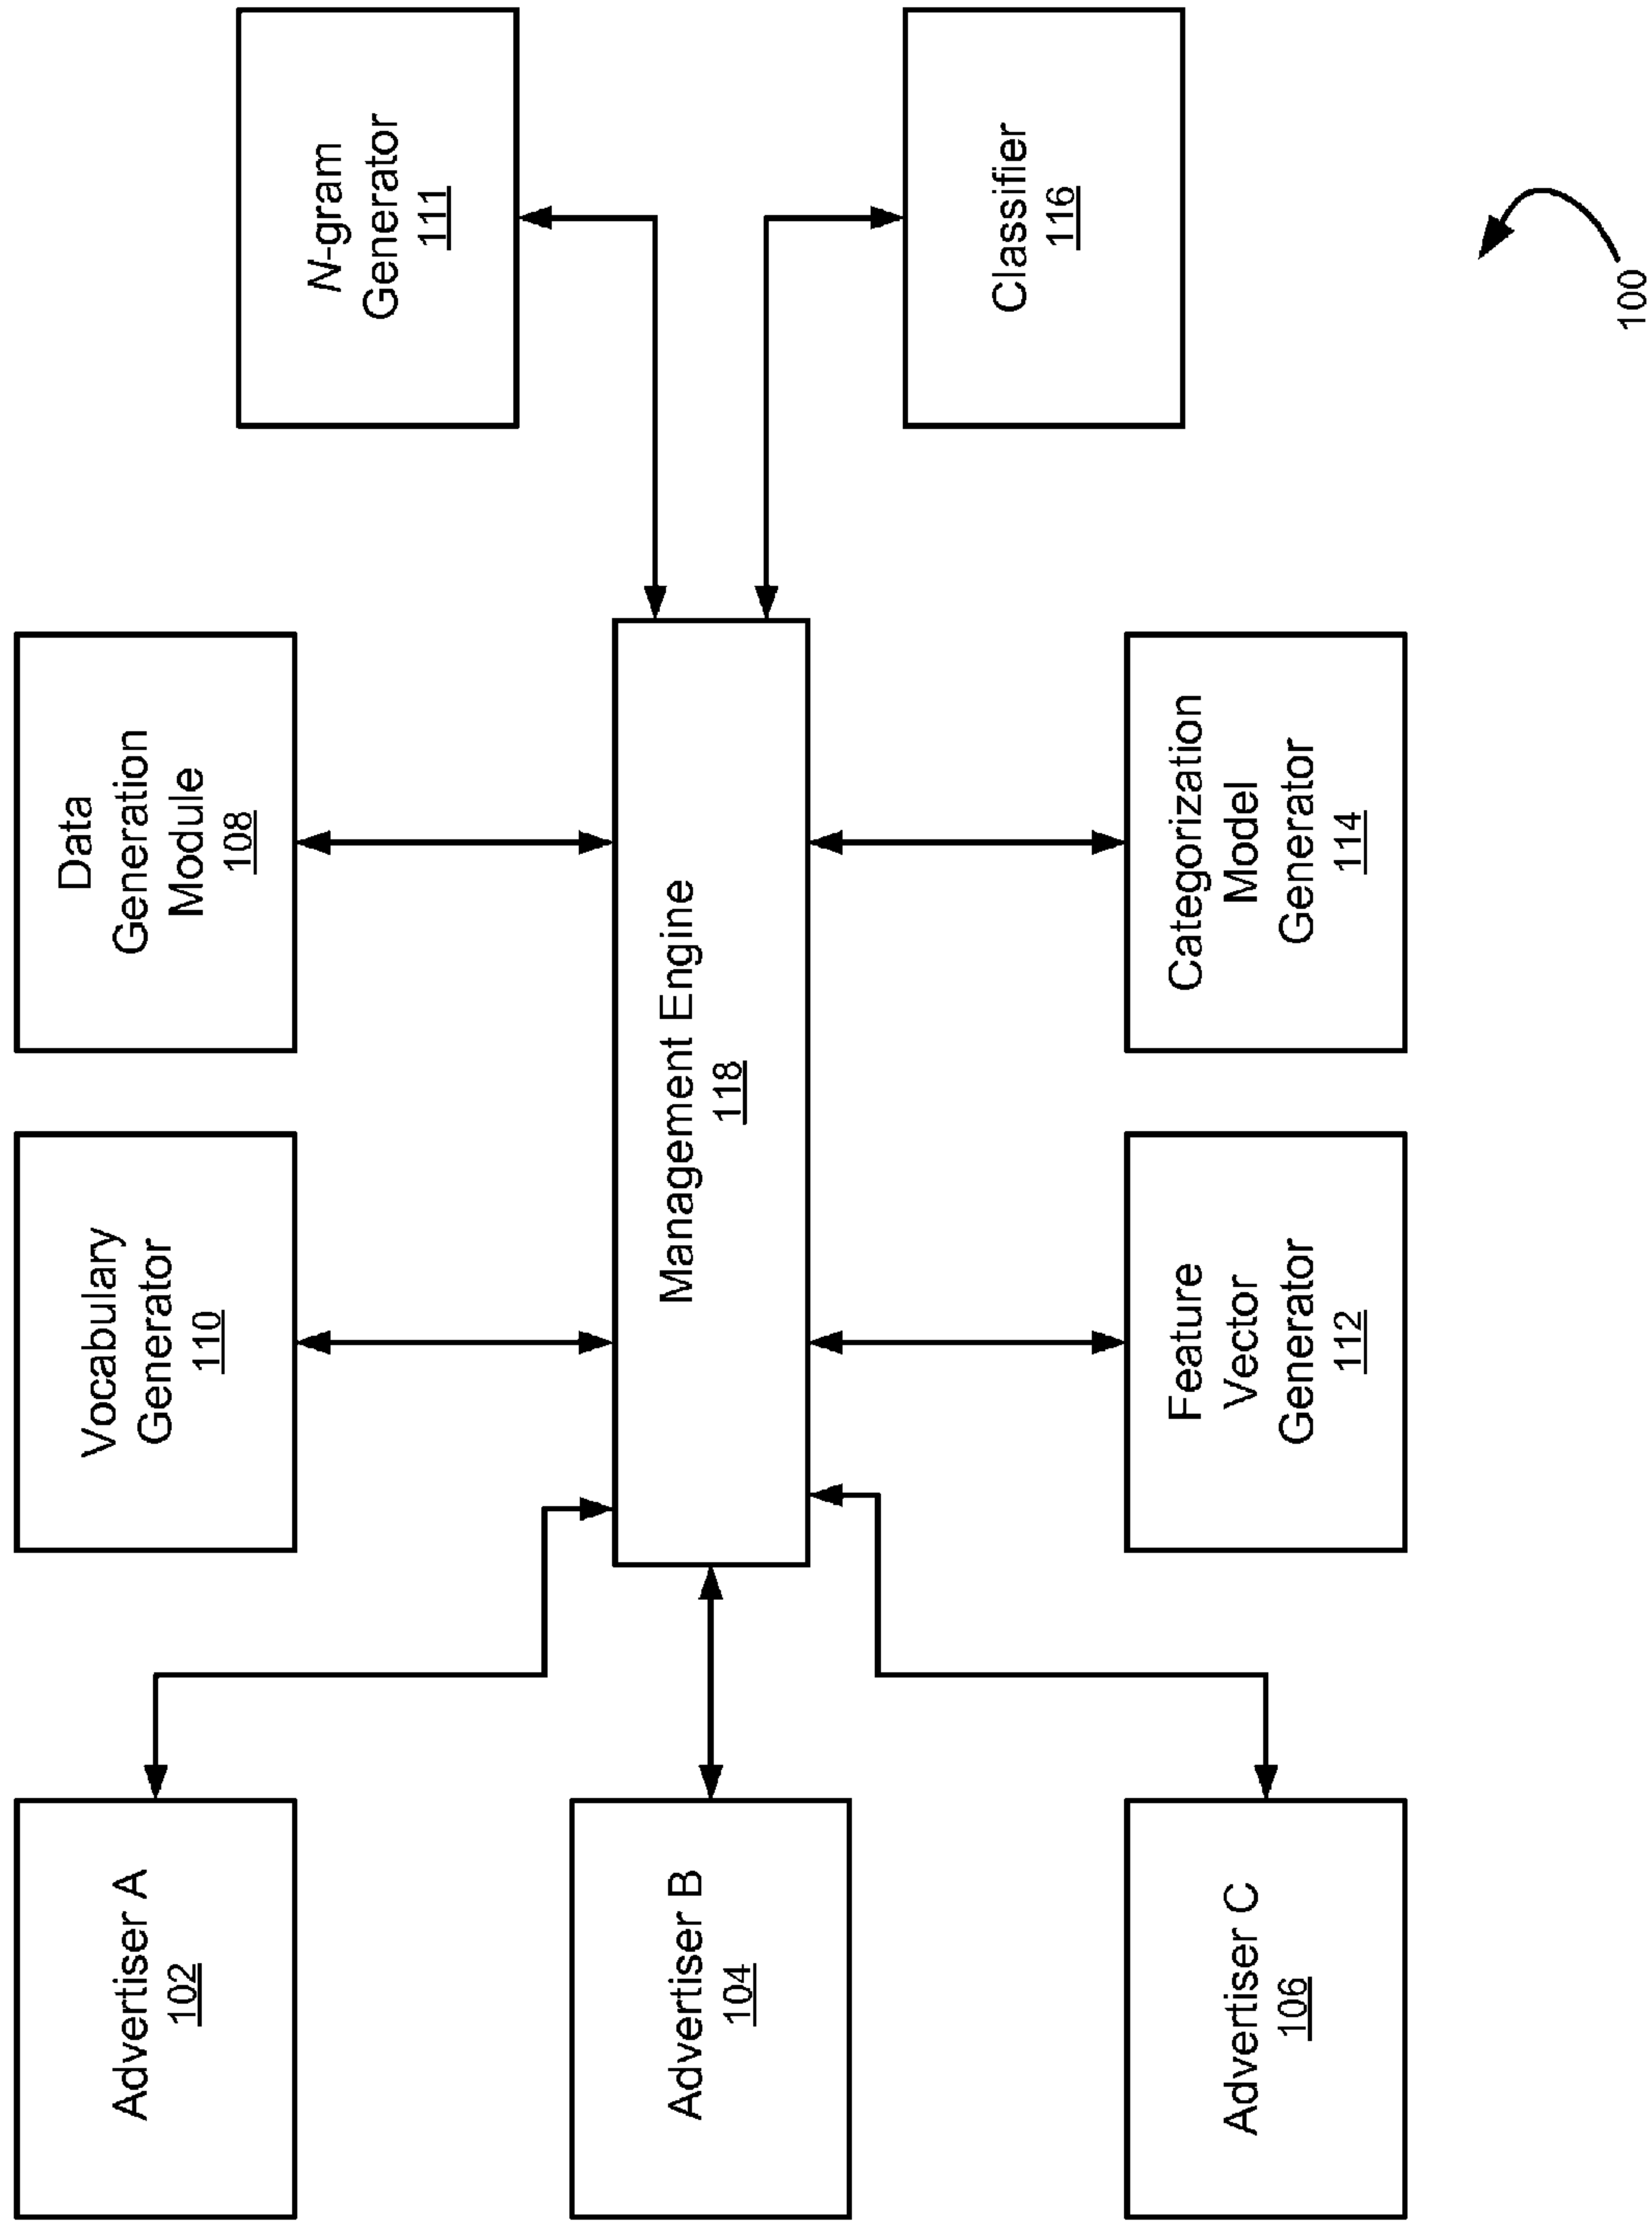 Advertiser A
102
Advertiser B
104
Advertiser C
106
Vocabulary
Generator
110
Data
Generation
Module
108
Management Engine
118
Feature
Vector
Generator
112
Categorization
Model
Generator
114
N-gram
Generator
111
Classifier
116
100